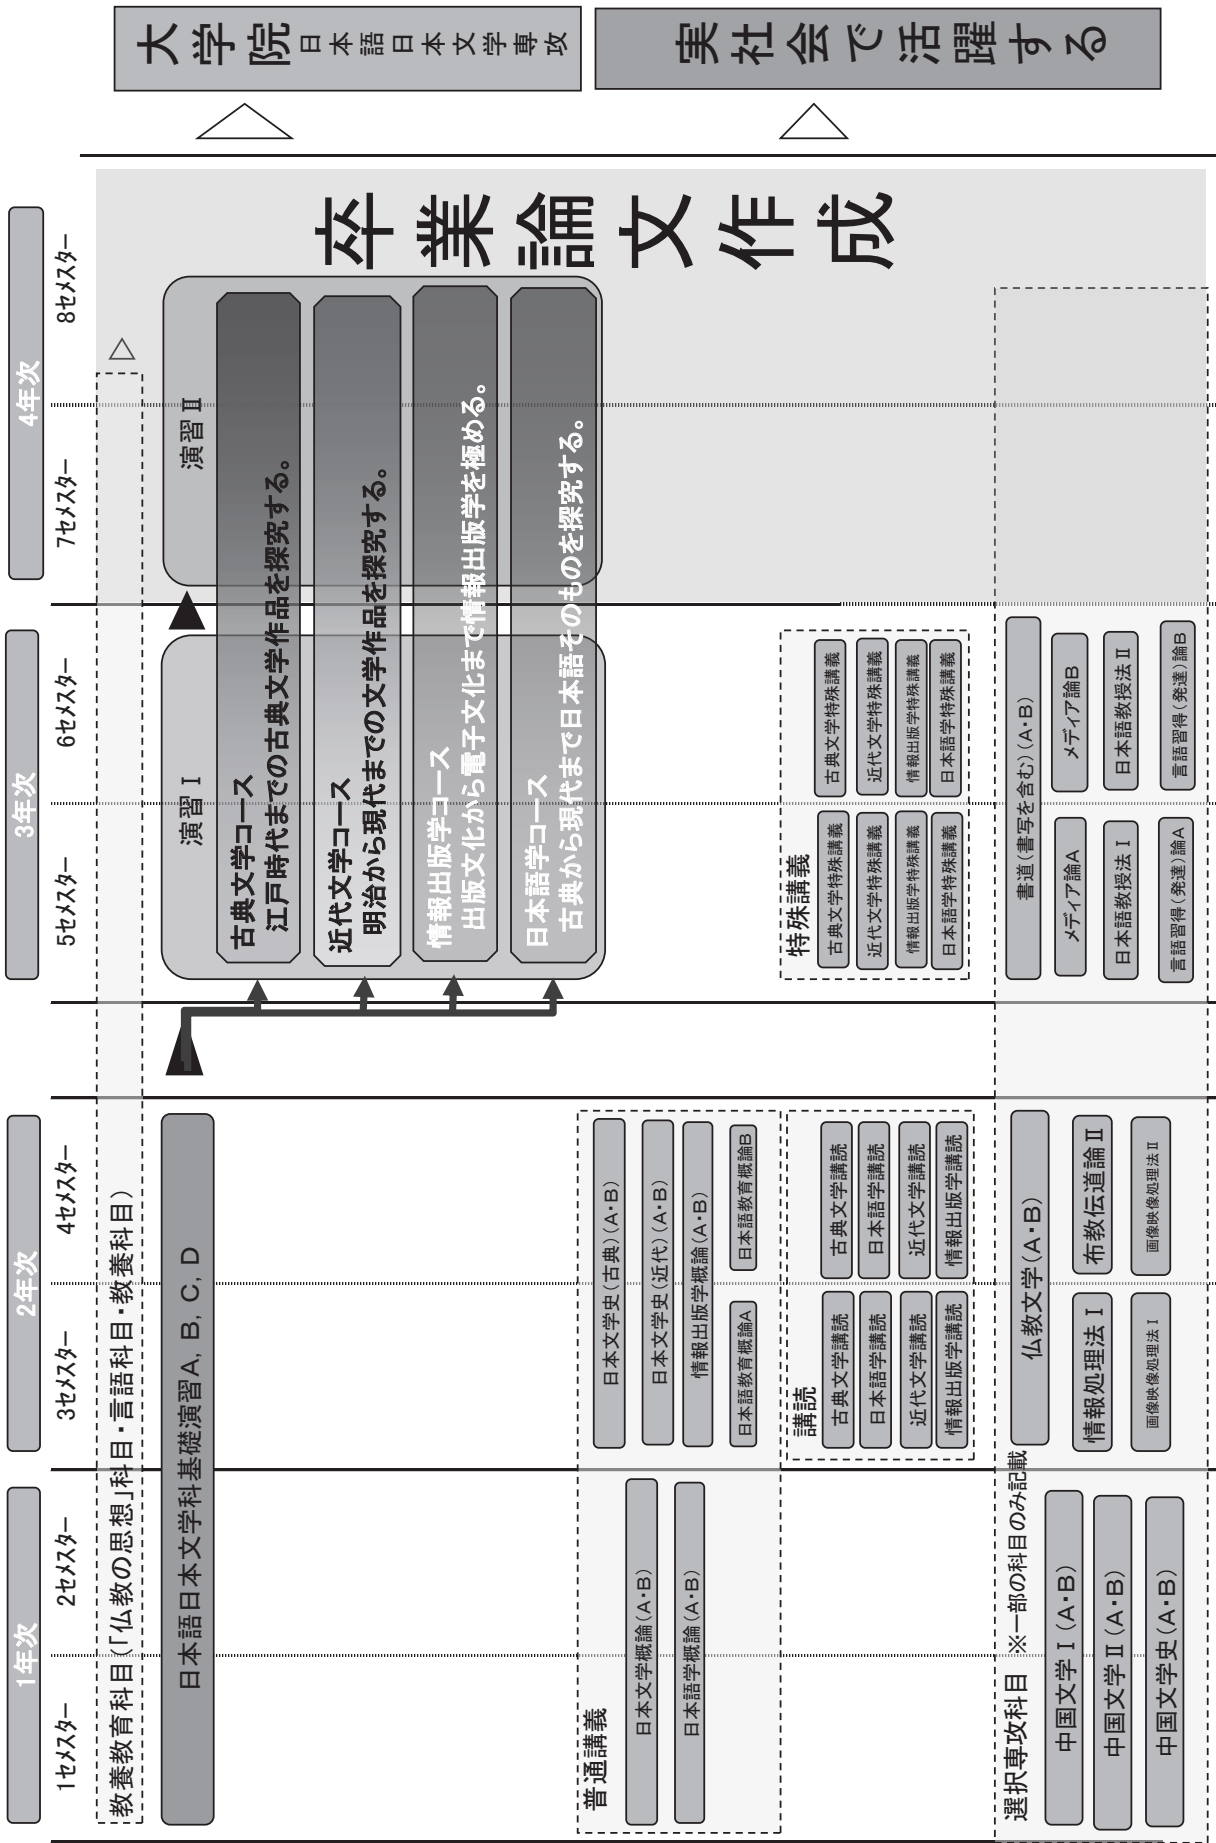 1年次
2年次
3年次
4年次
1セメスター
2セメスター
3セメスター
4セメスター
5セメスター
6セメスター
7セメスター
8セメスター
教養教育科目(「仏教の思想」科目・言語科目・教養科目)
日本語日本文学科基礎演習A, B, C, D
演習Ⅰ
演習Ⅱ
古典文学コース
江戸時代までの古典文学作品を探究する。
近代文学コース
明治から現代までの文学作品を探究する。
情報出版学コース
出版文化から電子文化まで情報出版学を極める。
日本語学コース
古典から現代まで日本語そのものを探究する。
卒業論文作成
大学院 日本語日本文学専攻
実社会で活躍する
普通講義
日本文学概論(A・B)
日本語学概論(A・B)
日本文学史(古典)(A・B)
日本文学史(近代)(A・B)
情報出版学概論(A・B)
日本語教育概論A
日本語教育概論B
講読
古典文学講読
古典文学講読
日本語学講読
日本語学講読
近代文学講読
近代文学講読
情報出版学講読
情報出版学講読
特殊講義
古典文学特殊講義
古典文学特殊講義
近代文学特殊講義
近代文学特殊講義
情報出版学特殊講義
情報出版学特殊講義
日本語学特殊講義
日本語学特殊講義
選択専攻科目 ※一部の科目のみ記載
中国文学Ⅰ(A・B)
中国文学Ⅱ(A・B)
中国文学史(A・B)
仏教文学(A・B)
情報処理法Ⅰ
布教伝道論Ⅱ
画像映像処理法Ⅰ
画像映像処理法Ⅱ
書道(書写を含む)(A・B)
メディア論A
メディア論B
日本語教授法Ⅰ
日本語教授法Ⅱ
言語習得(発達)論A
言語習得(発達)論B